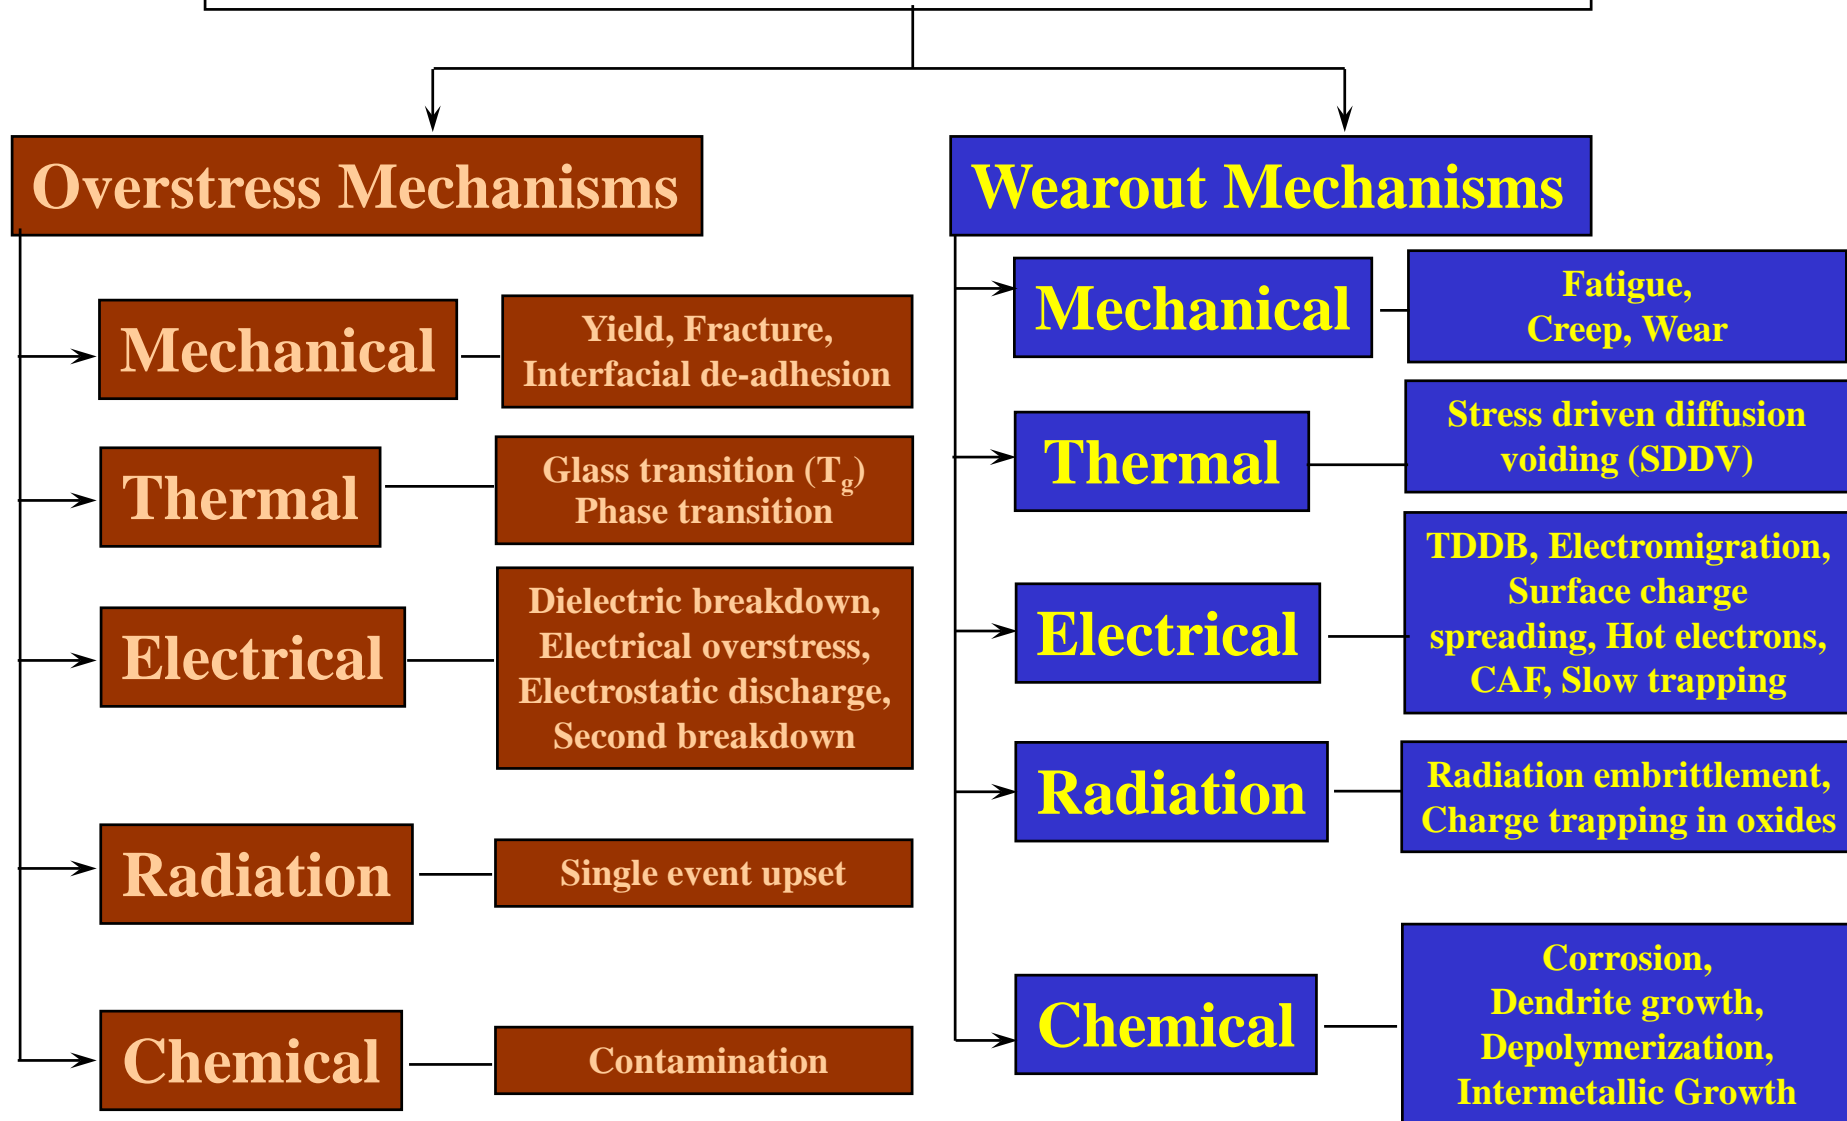 Overstress Mechanisms
Mechanical
Yield, Fracture,
Interfacial de-adhesion
Thermal
Glass transition (Tg)
Phase transition
Electrical
Dielectric breakdown,
Electrical overstress,
Electrostatic discharge,
Second breakdown
Radiation
Single event upset
Chemical
Contamination
Wearout Mechanisms
Mechanical
Fatigue,
Creep, Wear
Thermal
Stress driven diffusion
voiding (SDDV)
Electrical
TDDB, Electromigration,
Surface charge
spreading, Hot electrons,
CAF, Slow trapping
Radiation
Radiation embrittlement,
Charge trapping in oxides
Chemical
Corrosion,
Dendrite growth,
Depolymerization,
Intermetallic Growth